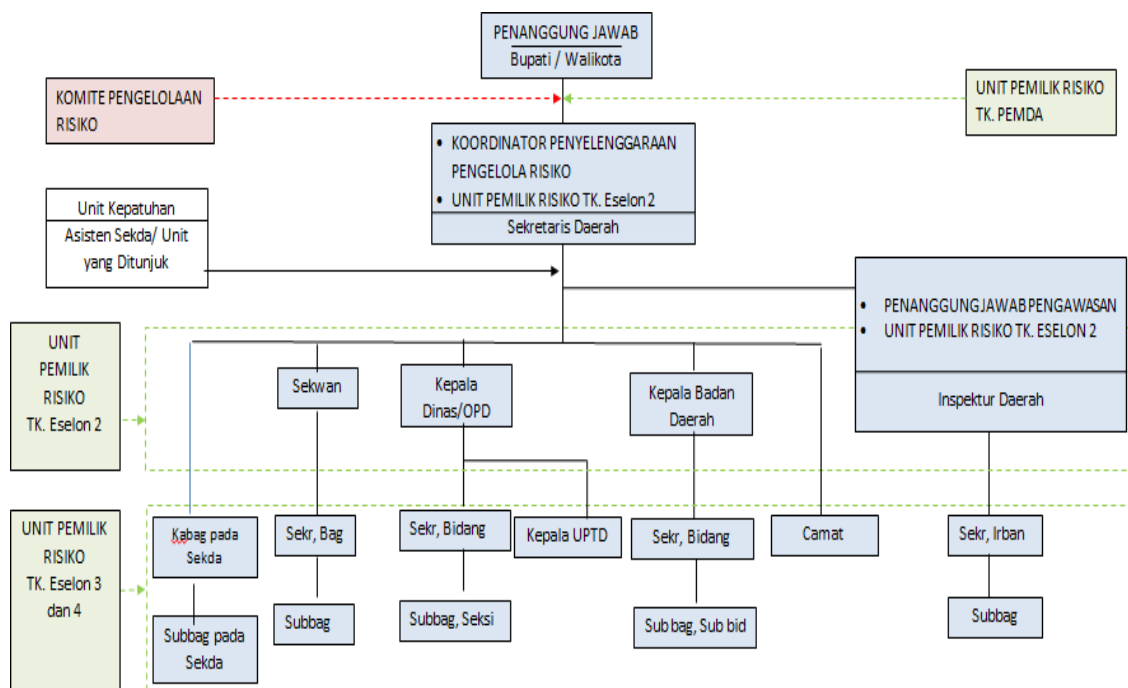 PENANGGUNG JAWAB
Bupati / Walikota
KOMITE PENGELOLAAN
RISIKO
UNIT PEMILIK RISIKO
TK. PEMDA
• KOORDINATOR PENYELENGGARAAN
PENGELOLA RISIKO
• UNIT PEMILIK RISIKO TK. Eselon 2
Sekretaris Daerah
Unit Kepatuhan
Asisten Sekda/ Unit
yang Ditunjuk
• PENANGGUNG JAWAB PENGAWASAN
• UNIT PEMILIK RISIKO TK. ESELON 2
Inspektur Daerah
UNIT
PEMILIK
RISIKO
TK. Eselon 2
Sekwan
Kepala
Dinas/OPD
Kepala Badan
Daerah
UNIT PEMILIK
RISIKO
TK. Eselon 3
dan 4
Kabag pada
Sekda
Sekr, Bag
Sekr, Bidang
Kepala UPTD
Sekr, Bidang
Camat
Sekr, Irban
Subbag pada
Sekda
Subbag
Subbag, Seksi
Sub bag, Sub bid
Subbag